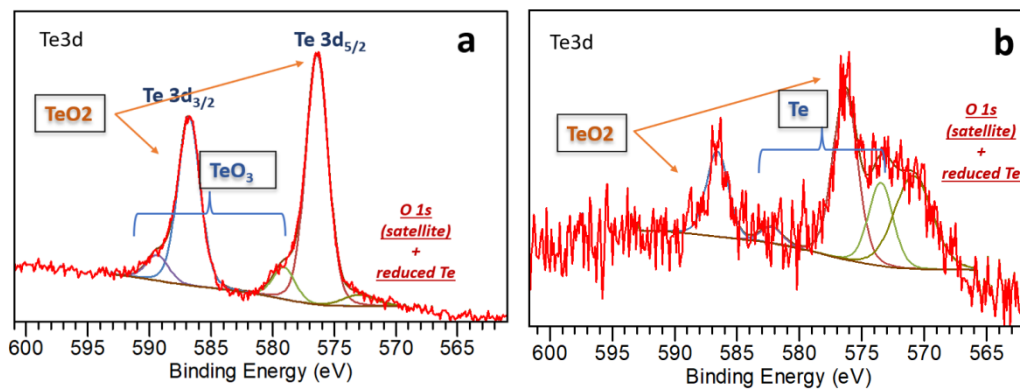 Te3d
a
Te 3d5/2
Te 3d3/2
TeO2
TeO3
O 1s
(satellite)
+
reduced Te
600 595 590 585 580 575 570 565
Binding Energy (eV)
Te3d
b
Te
TeO2
O 1s
(satellite)
+
reduced Te
600 595 590 585 580 575 570 565
Binding Energy (eV)